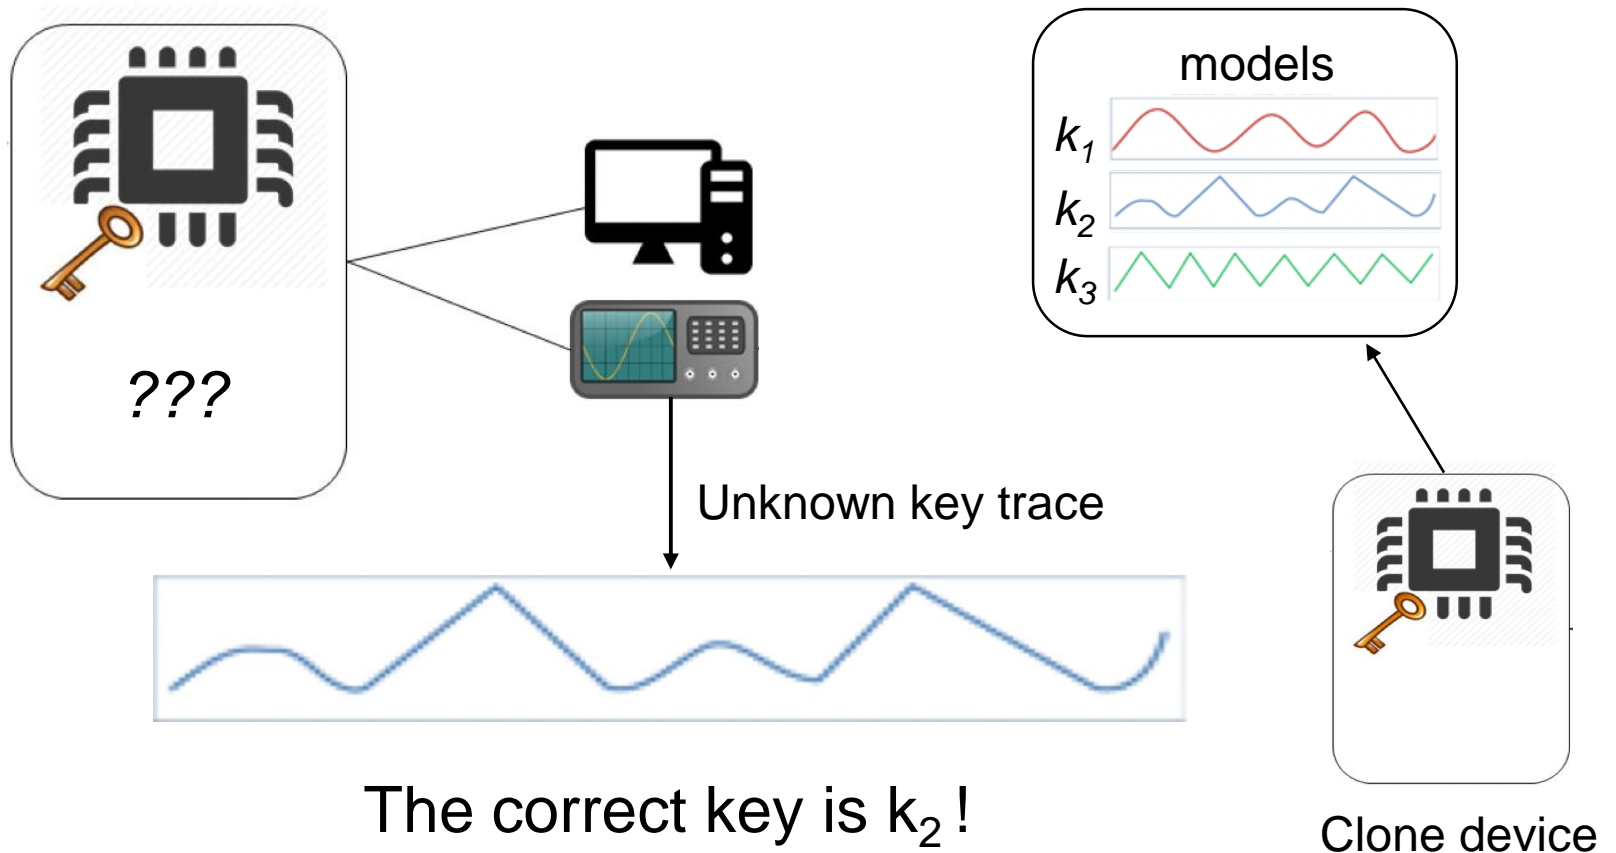 models
k1
k2
k3
???
Unknown key trace
The correct key is k2 !
Clone device